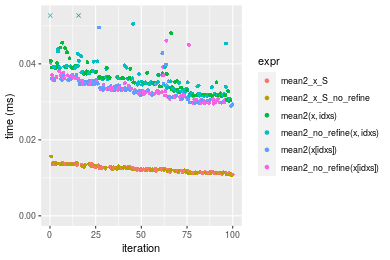 time (ms)
0.04
0.02
0.00
0
25
50
75
100
iteration
expr
mean2_x_S
mean2_x_S_no_refine
mean2(x, idxs)
mean2_no_refine(x, idxs)
mean2(x[idxs])
mean2_no_refine(x[idxs])